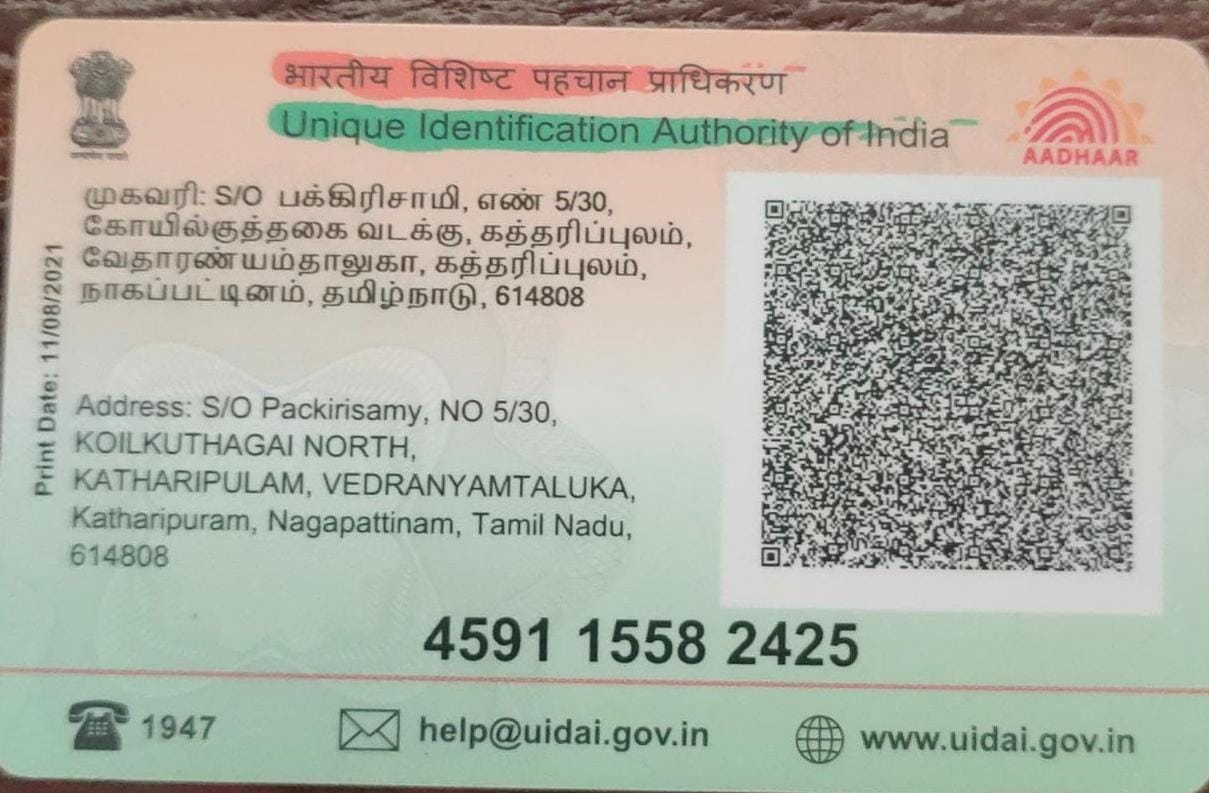 भारतीय विशिष्ट पहचान प्राधिकरण
Unique Identification Authority of India
AADHAAR
முகவரி: S/O பக்கிரிசாமி, எண் 5/30,
கோயில்குத்தகை வடக்கு, கத்தரிப்புலம்,
வேதாரண்யம்தாலுகா, கத்தரிப்புலம்,
நாகப்பட்டினம், தமிழ்நாடு, 614808
Print Date: 11/08/2021
Address: S/O Packirisamy, NO 5/30,
KOILKUTHAGAI NORTH,
KATHARIPULAM, VEDRANYAMTALUKA,
Katharipuram, Nagapattinam, Tamil Nadu,
614808
4591 1558 2425
1947
help@uidai.gov.in
www.uidai.gov.in